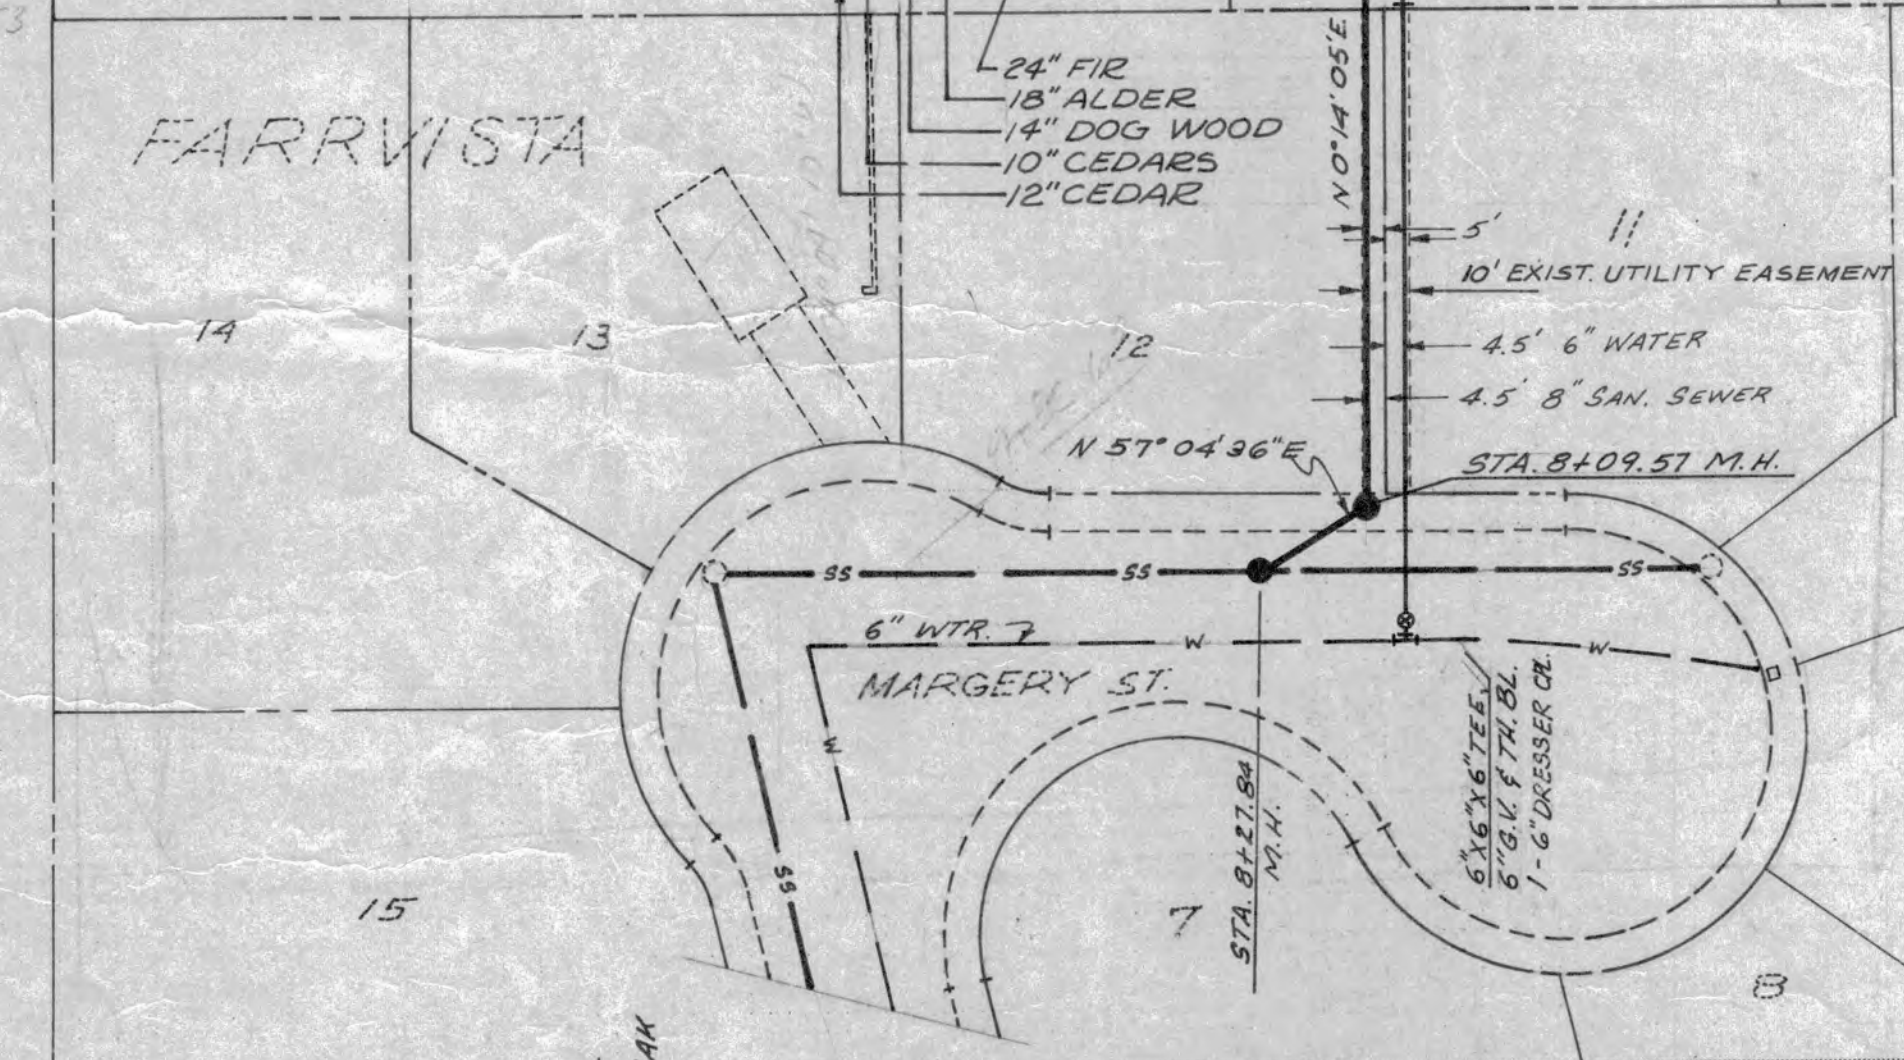 24" FIR
18" ALDER
14" DOG WOOD
10" CEDARS
12" CEDAR
FARRVISTA
N 0°14'05"E
5'
11
10' EXIST. UTILITY EASEMENT
14
13
12
4.5' 6" WATER
4.5' 8" SAN. SEWER
N 57°04'36"E
STA. 8+09.57 M.H.
SS
SS
SS
6" WTR.
W
W
MARGERY ST.
W
6"X6"X6" TEE
6" G.V. & TH. BL.
1-6" DRESSER CPL.
STA. 8+27.84
M.H.
SS
15
7
8
AK